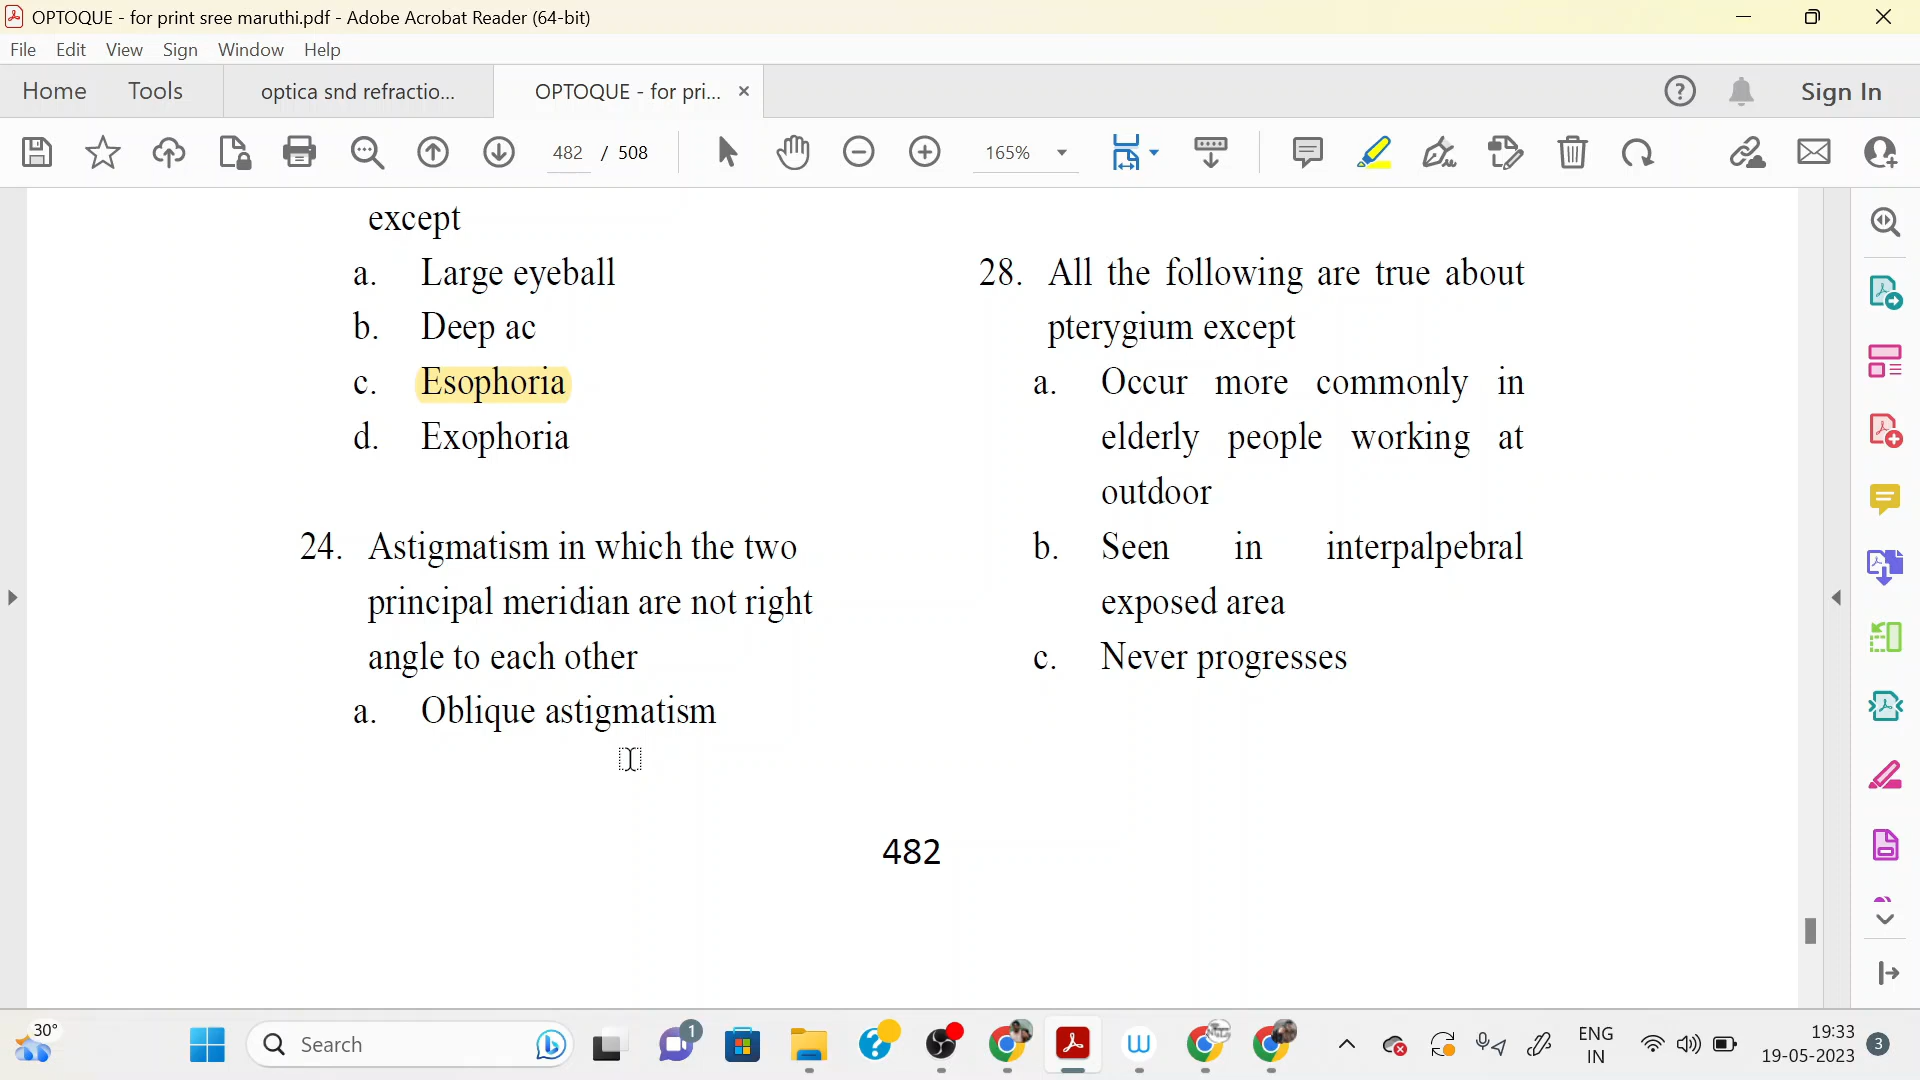 OPTOQUE - for print sree maruthi.pdf - Adobe Acrobat Reader (64-bit)
File Edit View Sign Window Help
Home Tools optica snd refractio... OPTOQUE - for pri... × Sign In
482 / 508 165%
except
a. Large eyeball
b. Deep ac
c. Esophoria
d. Exophoria
24. Astigmatism in which the two
principal meridian are not right
angle to each other
a. Oblique astigmatism
28. All the following are true about
pterygium except
a. Occur more commonly in
elderly people working at
outdoor
b. Seen in interpalpebral
exposed area
c. Never progresses
482
30°
Search
1
ENG
IN
19:33
19-05-2023
3